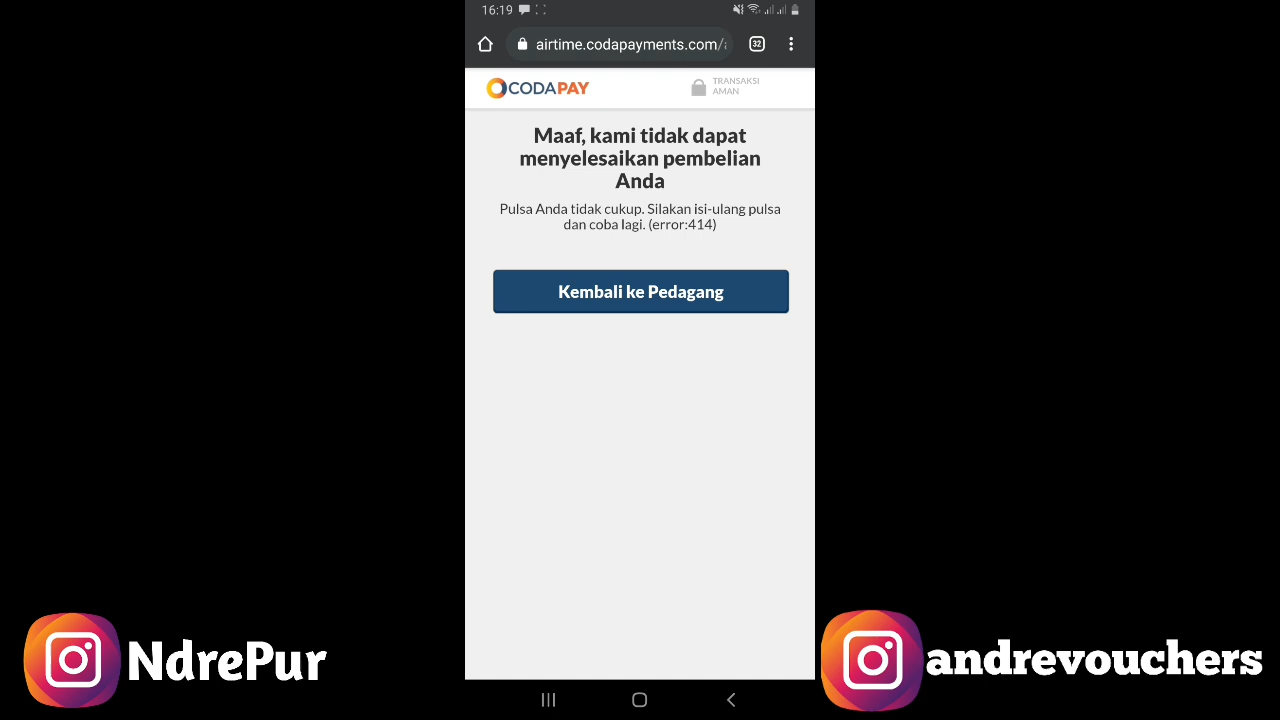 16:19
airtime.codapayments.com/
32
CODAPAY
TRANSAKSI
AMAN
Maaf, kami tidak dapat
menyelesaikan pembelian
Anda
Pulsa Anda tidak cukup. Silakan isi-ulang pulsa
dan coba lagi. (error:414)
Kembali ke Pedagang
NdrePur
andrevouchers